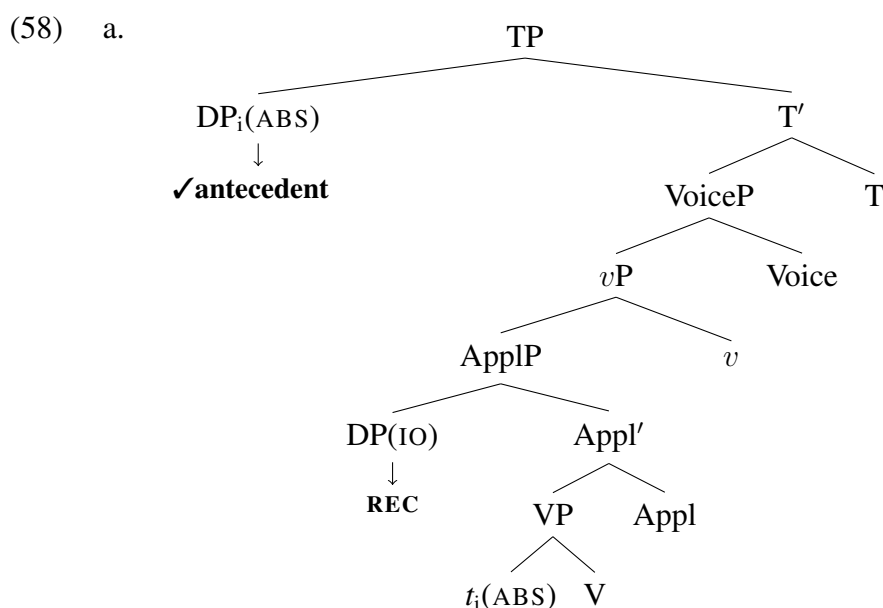 (58) a. TP
DPi(ABS) T′
↓
✓antecedent VoiceP T
vP Voice
ApplP v
DP(IO) Appl′
↓
REC VP Appl
ti(ABS) V